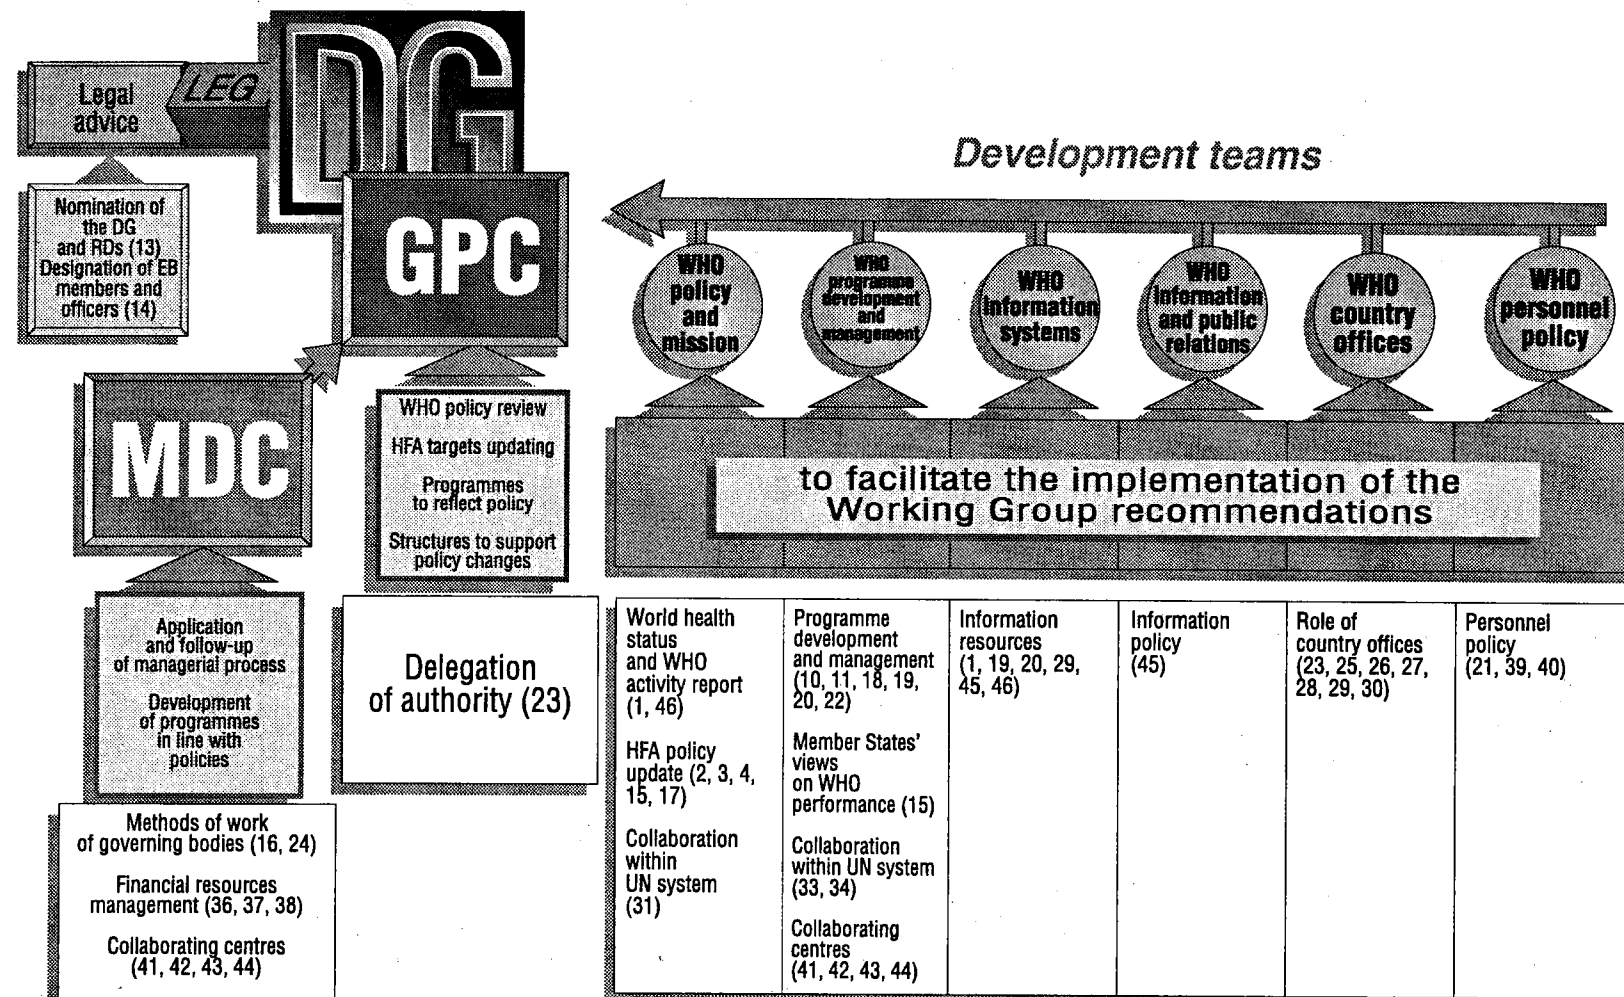 DG
LEG
Legal
advice
Nomination of
the DG
and RDs (13)
Designation of EB
members and
officers (14)
GPC
MDC
WHO policy review
HFA targets updating
Programmes
to reflect policy
Structures to support
policy changes
Delegation
of authority (23)
Application
and follow-up
of managerial process
Development
of programmes
in line with
policies
Methods of work
of governing bodies (16, 24)
Financial resources
management (36, 37, 38)
Collaborating centres
(41, 42, 43, 44)
Development teams
WHO
policy
and
mission
WHO
programme
development
and
management
WHO
information
systems
WHO
information
and public
relations
WHO
country
offices
WHO
personnel
policy
to facilitate the implementation of the
Working Group recommendations
World health
status
and WHO
activity report
(1, 46)
HFA policy
update (2, 3, 4,
15, 17)
Collaboration
within
UN system
(31)
Programme
development
and management
(10, 11, 18, 19,
20, 22)
Member States'
views
on WHO
performance (15)
Collaboration
within UN system
(33, 34)
Collaborating
centres
(41, 42, 43, 44)
Information
resources
(1, 19, 20, 29,
45, 46)
Information
policy
(45)
Role of
country offices
(23, 25, 26, 27,
28, 29, 30)
Personnel
policy
(21, 39, 40)